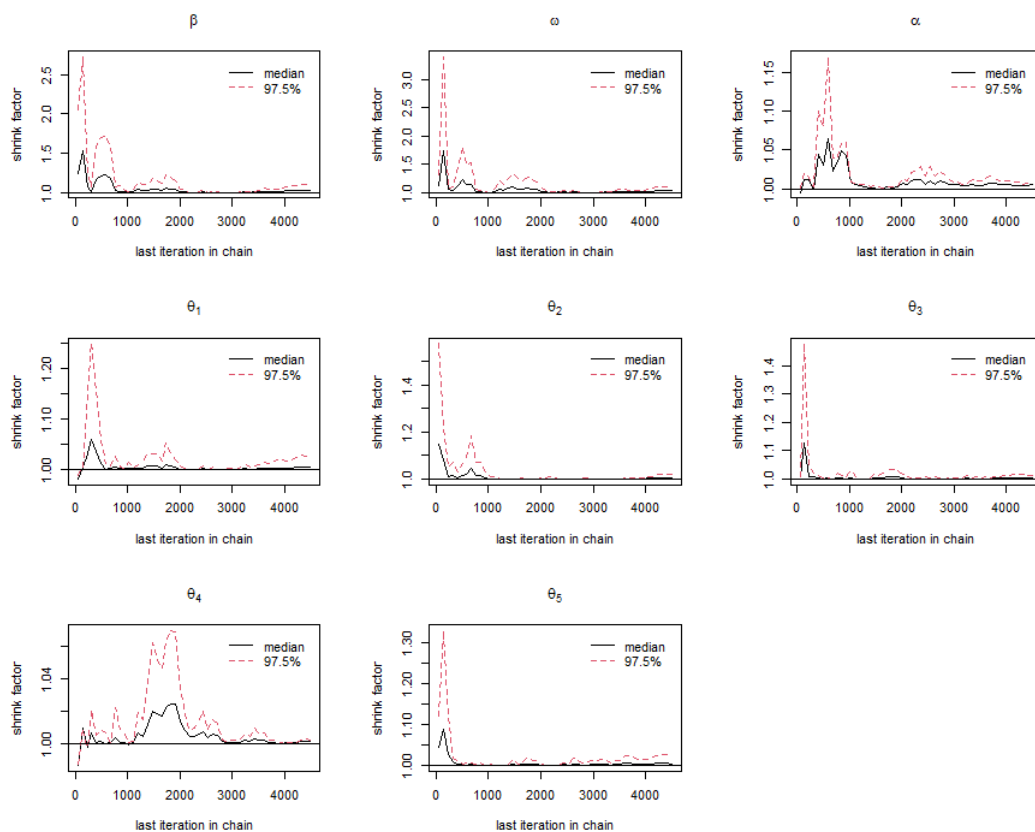 β
shrink factor
1.0 1.5 2.0 2.5
median
97.5%
0 1000 2000 3000 4000
last iteration in chain
ω
shrink factor
1.0 1.5 2.0 2.5 3.0
median
97.5%
0 1000 2000 3000 4000
last iteration in chain
α
shrink factor
1.00 1.05 1.10 1.15
median
97.5%
0 1000 2000 3000 4000
last iteration in chain
θ1
shrink factor
1.00 1.10 1.20
median
97.5%
0 1000 2000 3000 4000
last iteration in chain
θ2
shrink factor
1.0 1.2 1.4
median
97.5%
0 1000 2000 3000 4000
last iteration in chain
θ3
shrink factor
1.0 1.1 1.2 1.3 1.4
median
97.5%
0 1000 2000 3000 4000
last iteration in chain
θ4
shrink factor
1.00 1.04
median
97.5%
0 1000 2000 3000 4000
last iteration in chain
θ5
shrink factor
1.00 1.10 1.20 1.30
median
97.5%
0 1000 2000 3000 4000
last iteration in chain